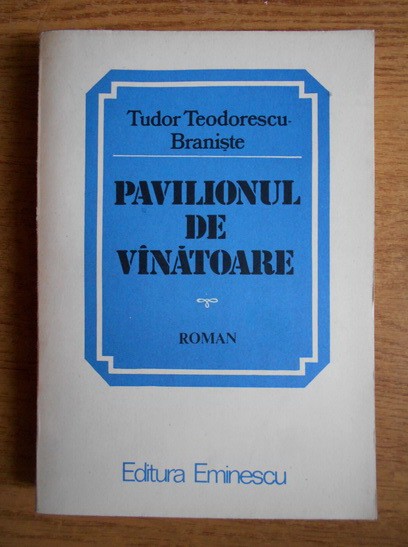 Tudor Teodorescu-
Braniște
PAVILIONUL
DE
VÎNĂTOARE
ROMAN
Editura Eminescu